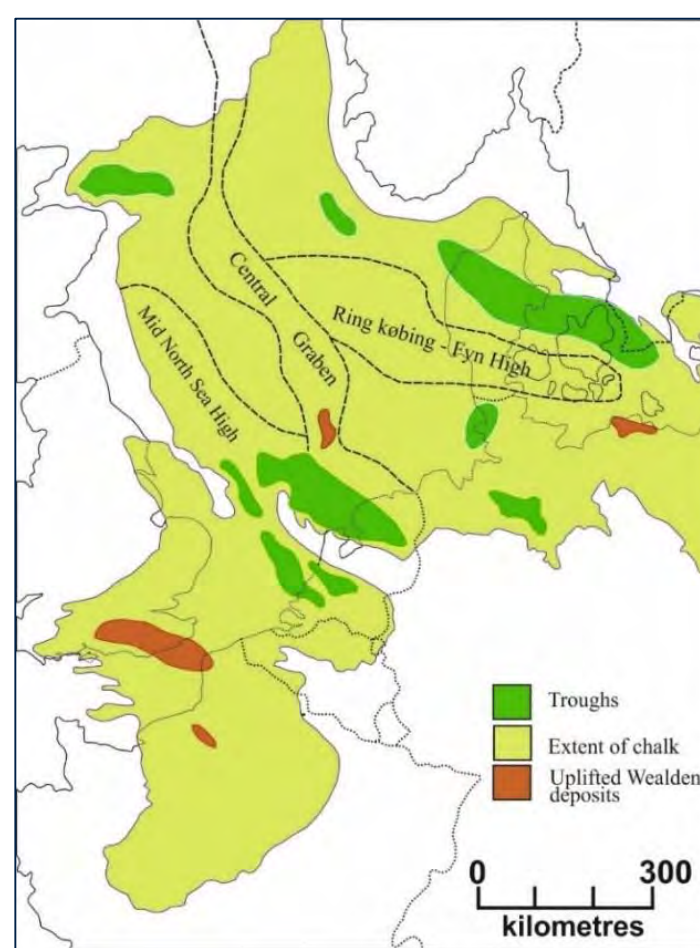 Central
Graben
Ring købing - Fyn High
Mid North Sea High
Troughs
Extent of chalk
Uplifted Wealden
deposits
0 300
kilometres